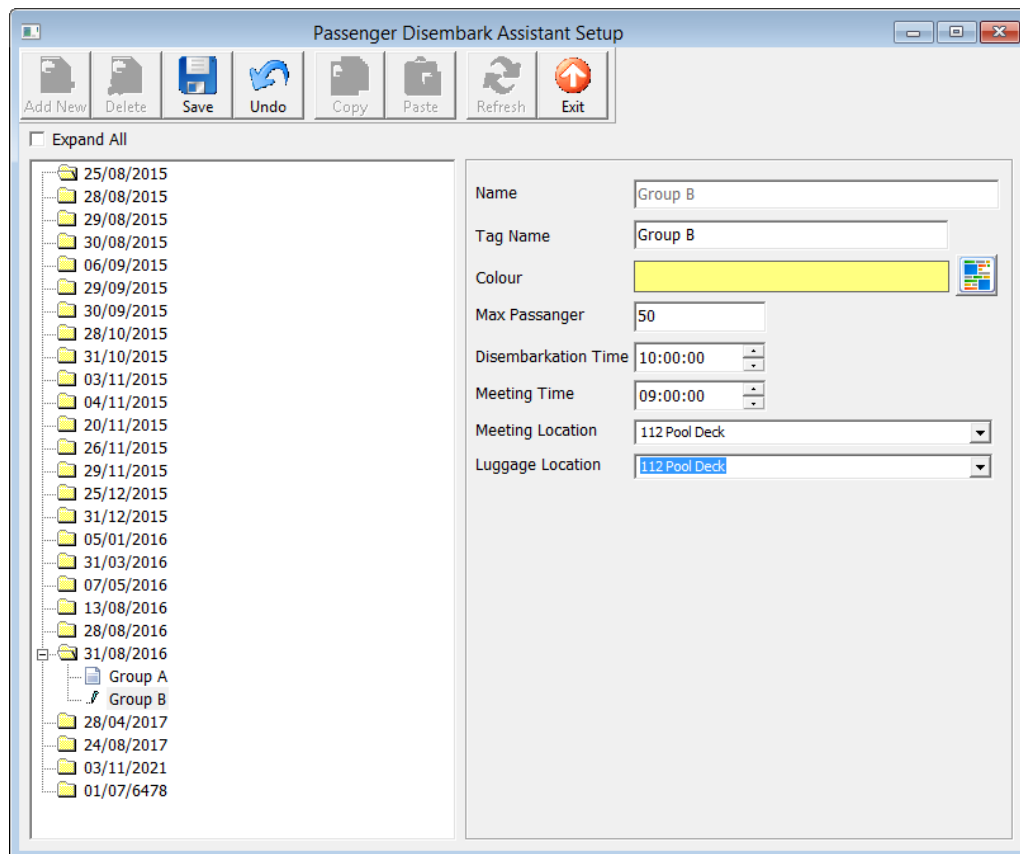 Passenger Disembark Assistant Setup
Add New Delete Save Undo Copy Paste Refresh Exit
Expand All
25/08/2015
28/08/2015
29/08/2015
30/08/2015
06/09/2015
29/09/2015
30/09/2015
28/10/2015
31/10/2015
03/11/2015
04/11/2015
20/11/2015
26/11/2015
29/11/2015
25/12/2015
31/12/2015
05/01/2016
31/03/2016
07/05/2016
13/08/2016
28/08/2016
31/08/2016
Group A
Group B
28/04/2017
24/08/2017
03/11/2021
01/07/6478
Name Group B
Tag Name Group B
Colour
Max Passanger 50
Disembarkation Time 10:00:00
Meeting Time 09:00:00
Meeting Location 112 Pool Deck
Luggage Location 112 Pool Deck